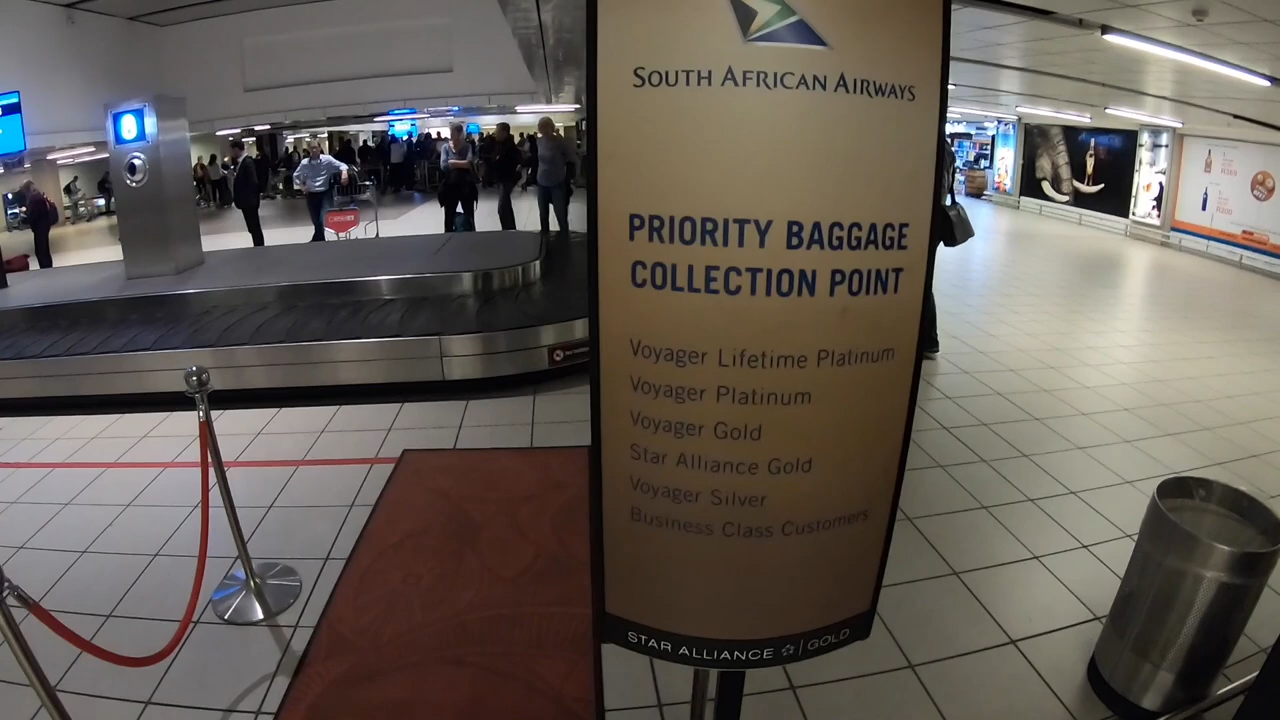 SOUTH AFRICAN AIRWAYS
PRIORITY BAGGAGE
COLLECTION POINT
Voyager Lifetime Platinum
Voyager Platinum
Voyager Gold
Star Alliance Gold
Voyager Silver
Business Class Customers
STAR ALLIANCE | GOLD